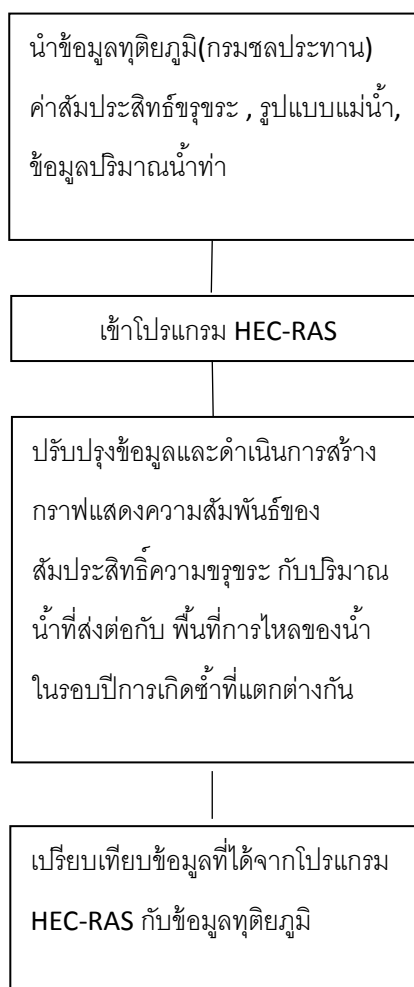 นำข้อมูลทุติยภูมิ(กรมชลประทาน)
ค่าสัมประสิทธ์ขรุขระ , รูปแบบแม่น้ำ,
ข้อมูลปริมาณน้ำท่า
เข้าโปรแกรม HEC-RAS
ปรับปรุงข้อมูลและดำเนินการสร้าง
กราฟแสดงความสัมพันธ์ของ
สัมประสิทธิ์ความขรุขระ กับปริมาณ
น้ำที่ส่งต่อกับ พื้นที่การไหลของน้ำ
ในรอบปีการเกิดซ้ำที่แตกต่างกัน
เปรียบเทียบข้อมูลที่ได้จากโปรแกรม
HEC-RAS กับข้อมูลทุติยภูมิ